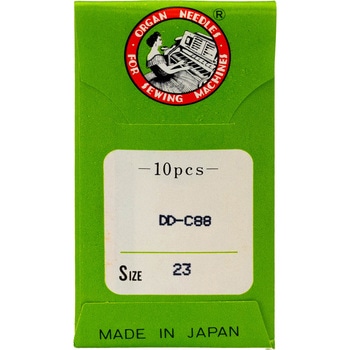 ORGAN NEEDLES
FOR SEWING MACHINES
®
-10pcs-
DD-C88
SIZE 23
MADE IN JAPAN